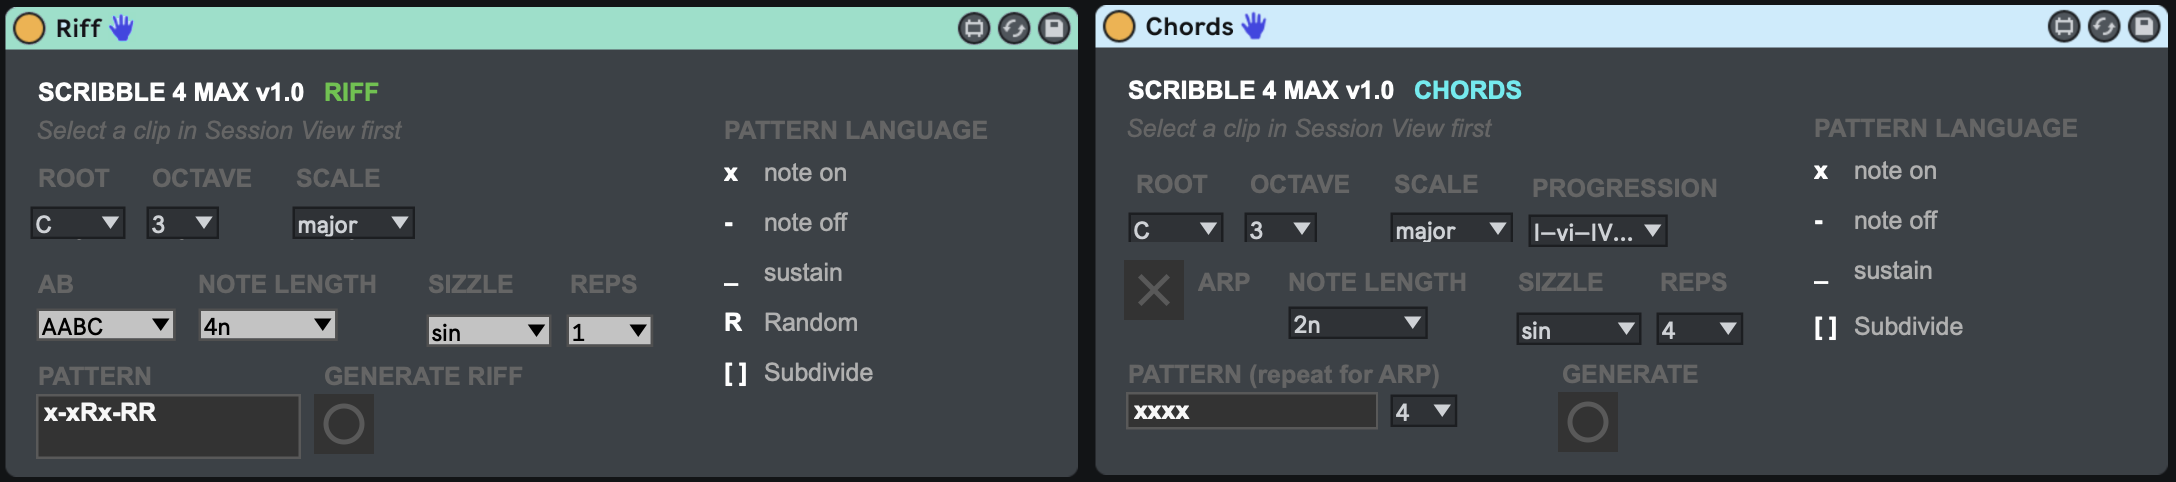 Riff
SCRIBBLE 4 MAX v1.0 RIFF
Select a clip in Session View first
ROOT OCTAVE SCALE
C 3 major
AB NOTE LENGTH SIZZLE REPS
AABC 4n sin 1
PATTERN GENERATE RIFF
x-xRx-RR
PATTERN LANGUAGE
x note on
- note off
_ sustain
R Random
[ ] Subdivide
Chords
SCRIBBLE 4 MAX v1.0 CHORDS
Select a clip in Session View first
ROOT OCTAVE SCALE PROGRESSION
C 3 major I–vi–IV...
ARP NOTE LENGTH SIZZLE REPS
2n sin 4
PATTERN (repeat for ARP) GENERATE
xxxx 4
PATTERN LANGUAGE
x note on
- note off
_ sustain
[ ] Subdivide